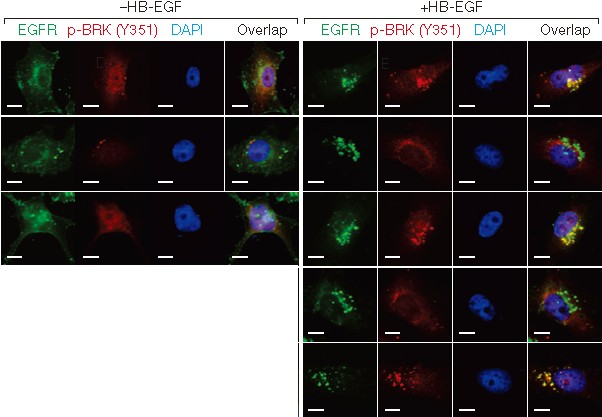 –HB-EGF
+HB-EGF
EGFR p-BRK (Y351) DAPI Overlap
EGFR p-BRK (Y351) DAPI Overlap